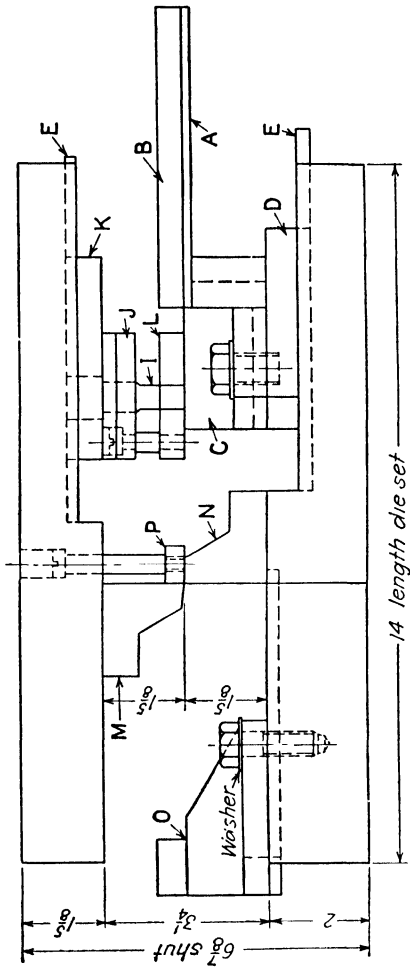 E
K
B
J
L
I
A
E
D
C
P
N
M
1 5/8
1 5/8
O
Washer
1 5/8
3 1/4
2
6 7/8 shut
14 length die set